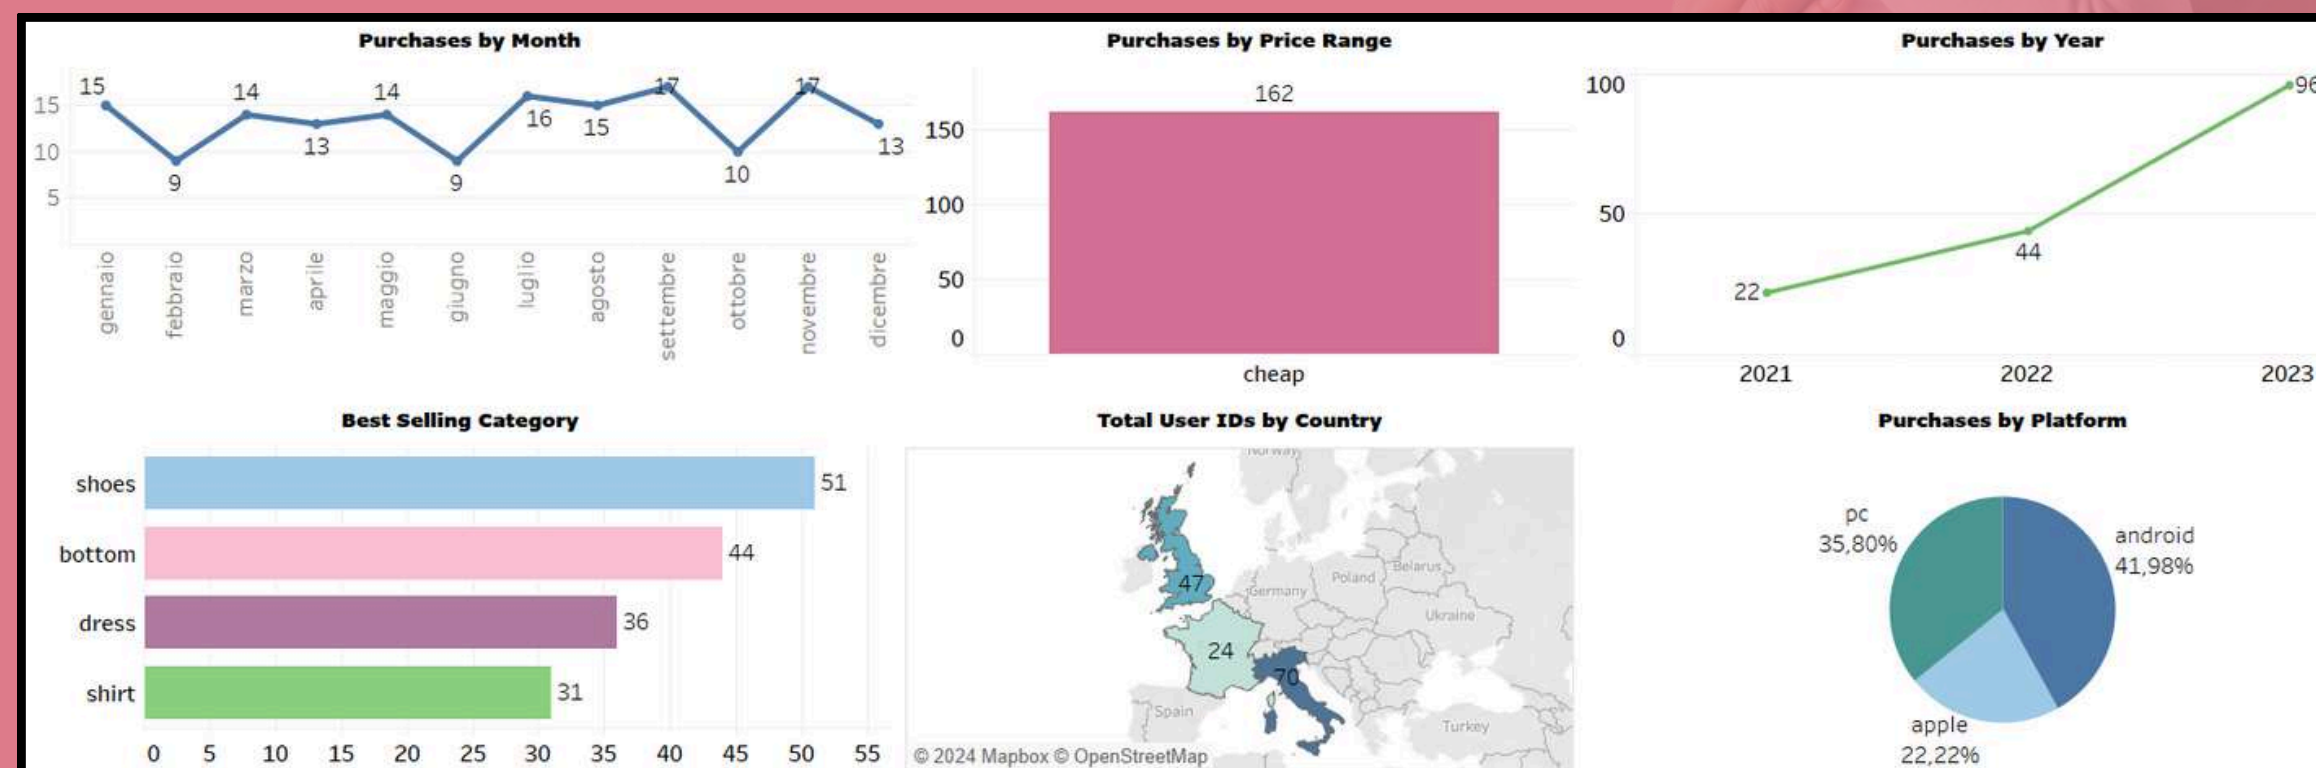 Purchases by Month
15
10
5
15
9
14
13
14
9
16
15
17
10
17
13
gennaio
febbraio
marzo
aprile
maggio
giugno
luglio
agosto
settembre
ottobre
novembre
dicembre
Purchases by Price Range
150
100
50
0
162
cheap
Purchases by Year
100
50
0
22
44
96
2021
2022
2023
Best Selling Category
shoes
51
bottom
44
dress
36
shirt
31
0 5 10 15 20 25 30 35 40 45 50 55
Total User IDs by Country
Norway
47
Germany
Poland
Belarus
Ukraine
24
70
Spain
Turkey
© 2024 Mapbox © OpenStreetMap
Purchases by Platform
pc
35,80%
android
41,98%
apple
22,22%